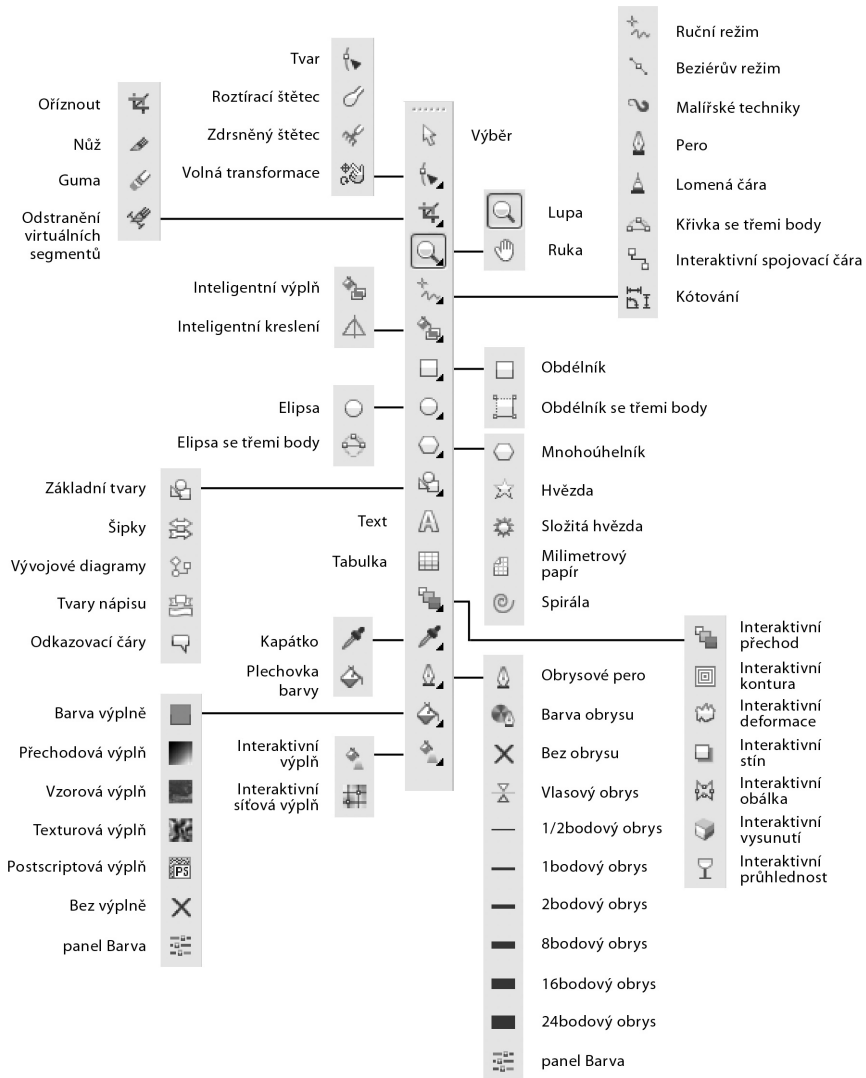 Tvar
Roztírací štětec
Zdrsněný štětec
Volná transformace
Oříznout
Nůž
Guma
Odstranění
virtuálních
segmentů
Výběr
Lupa
Ruka
Ruční režim
Beziérův režim
Malířské techniky
Pero
Lomená čára
Křivka se třemi body
Interaktivní spojovací čára
Kótování
Inteligentní výplň
Inteligentní kreslení
Obdélník
Obdélník se třemi body
Elipsa
Elipsa se třemi body
Mnohoúhelník
Hvězda
Složitá hvězda
Milimetrový
papír
Spirála
Základní tvary
Šipky
Vývojové diagramy
Tvary nápisu
Odkazovací čáry
Text
Tabulka
Kapátko
Plechovka
barvy
Interaktivní
přechod
Interaktivní
kontura
Interaktivní
deformace
Interaktivní
stín
Interaktivní
obálka
Interaktivní
vysunutí
Interaktivní
průhlednost
Obrysové pero
Barva obrysu
Bez obrysu
Vlasový obrys
1/2bodový obrys
1bodový obrys
2bodový obrys
8bodový obrys
16bodový obrys
24bodový obrys
panel Barva
Barva výplně
Přechodová výplň
Vzorová výplň
Texturová výplň
Postscriptová výplň
PS
Bez výplně
panel Barva
Interaktivní
výplň
Interaktivní
síťová výplň